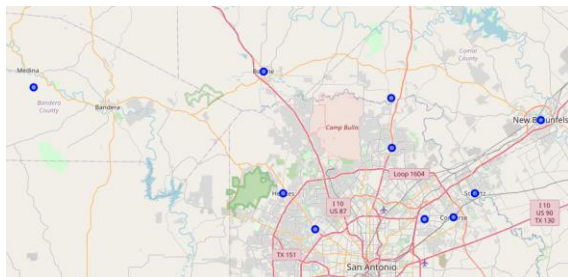 Medina
Bandera
County
Bandera
Comal
County
Camp Bullis
New Braunfels
Loop 1604
I 10
US 87
I 10
US 90
TX 130
TX 151
San Antonio